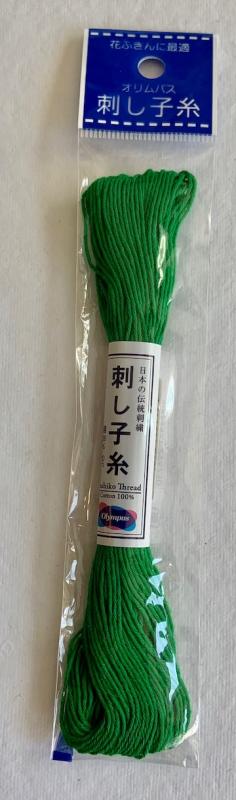 花ふきんに最適
オリムパス
刺し子糸
日本の伝統刺繍
刺し子糸
shiko Thread
Cotton 100%
Olympus